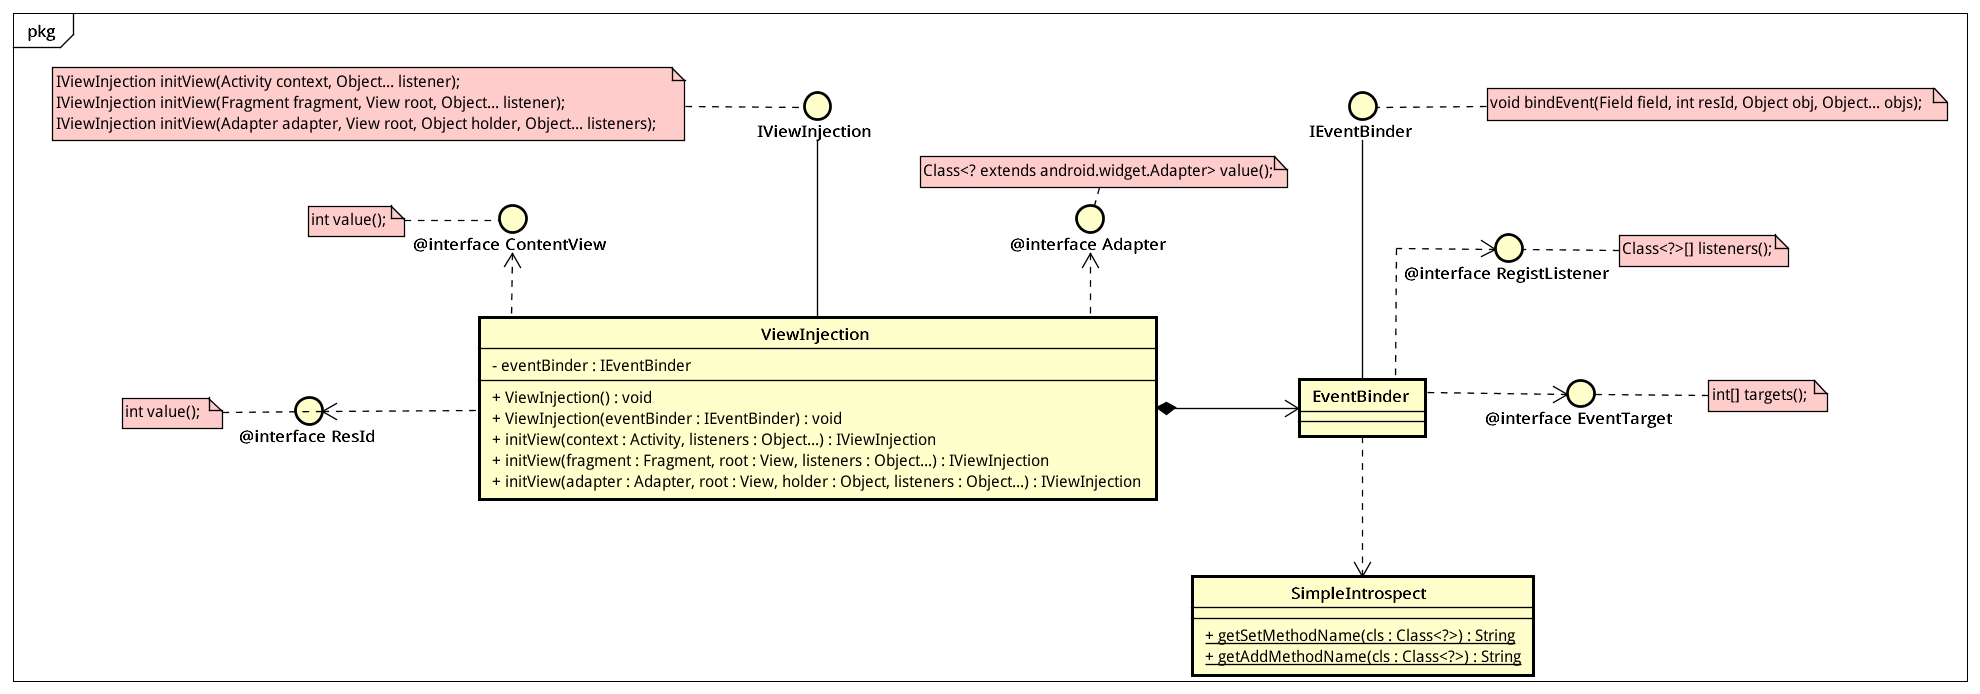 pkg
IViewInjection initView(Activity context, Object... listener);
IViewInjection initView(Fragment fragment, View root, Object... listener);
IViewInjection initView(Adapter adapter, View root, Object holder, Object... listeners);
IViewInjection
IEventBinder
void bindEvent(Field field, int resId, Object obj, Object... objs);
Class<? extends android.widget.Adapter> value();
int value();
@interface ContentView
@interface Adapter
@interface RegistListener
Class<?>[] listeners();
ViewInjection
- eventBinder : IEventBinder
+ ViewInjection() : void
+ ViewInjection(eventBinder : IEventBinder) : void
+ initView(context : Activity, listeners : Object...) : IViewInjection
+ initView(fragment : Fragment, root : View, listeners : Object...) : IViewInjection
+ initView(adapter : Adapter, root : View, holder : Object, listeners : Object...) : IViewInjection
int value();
@interface ResId
EventBinder
@interface EventTarget
int[] targets();
SimpleIntrospect
+ getSetMethodName(cls : Class<?>) : String
+ getAddMethodName(cls : Class<?>) : String